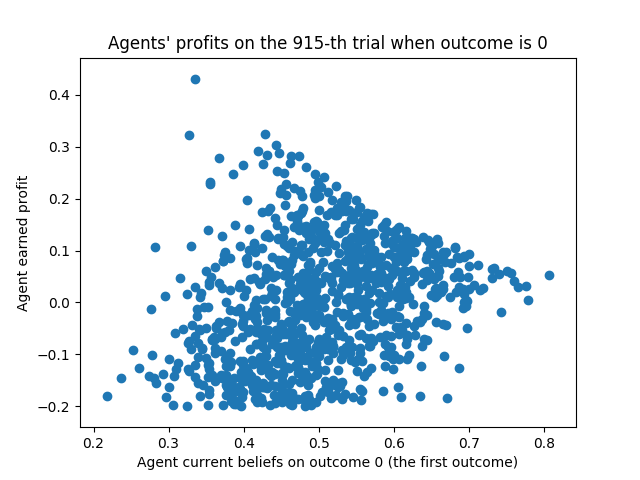 Agents' profits on the 915-th trial when outcome is 0
Agent earned profit
0.4
0.3
0.2
0.1
0.0
−0.1
−0.2
0.2 0.3 0.4 0.5 0.6 0.7 0.8
Agent current beliefs on outcome 0 (the first outcome)